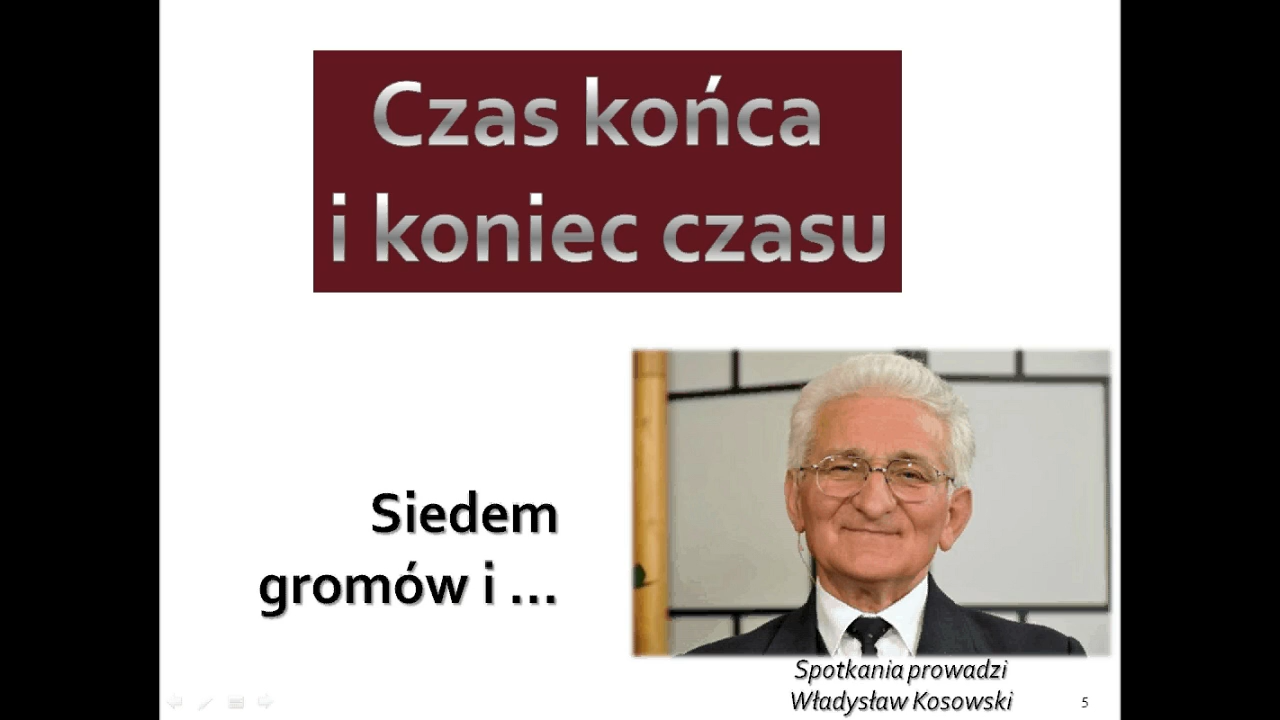 Czas końca
i koniec czasu
Siedem
gromów i ...
Spotkania prowadzi
Władysław Kosowski
5